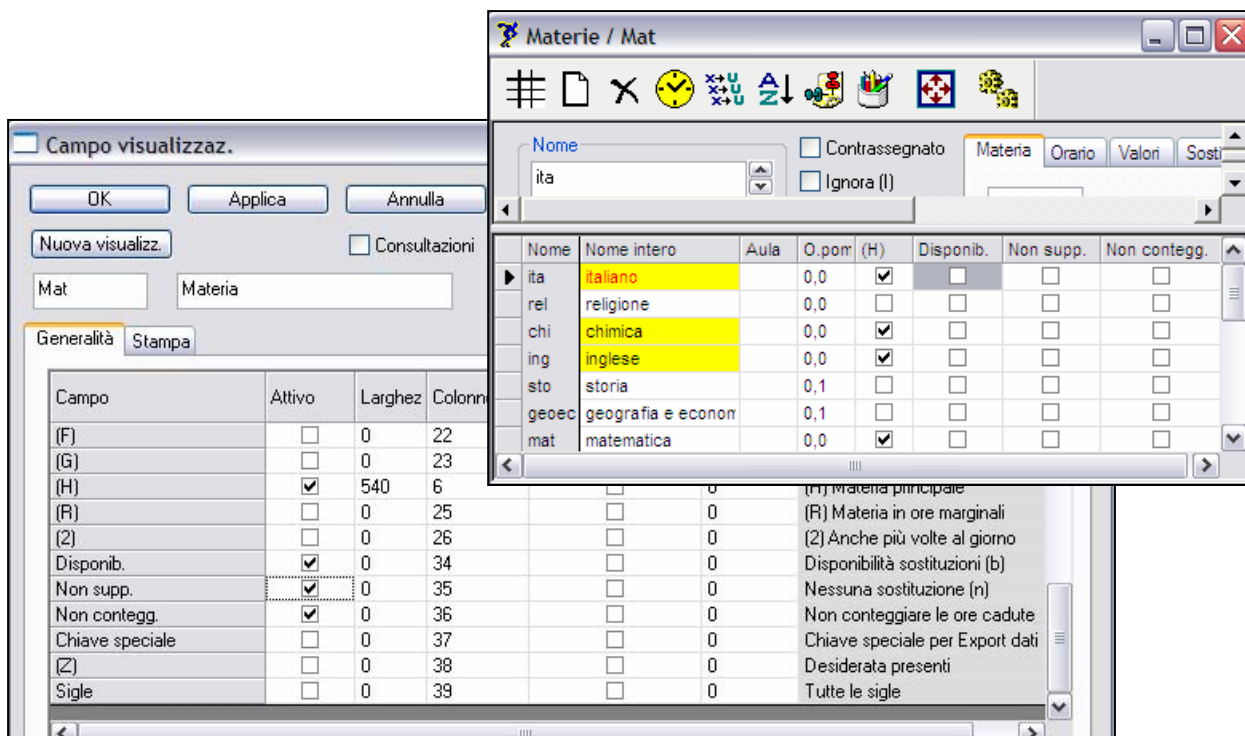 Materie / Mat
Nome
ita
Contrassegnato
Ignora (I)
Materia Orario Valori Sosti
Nome Nome intero Aula O.pom (H) Disponib. Non supp. Non contegg.
ita italiano 0,0
rel religione 0,0
chi chimica 0,0
ing inglese 0,0
sto storia 0,1
geoec geografia e econom 0,1
mat matematica 0,0
Campo visualizzaz.
OK Applica Annulla
Nuova visualizz. Consultazioni
Mat Materia
Generalità Stampa
Campo Attivo Larghez Colonne
(F) 0 22
(G) 0 23
(H) 540 6 0 (H) Materia principale
(R) 0 25 0 (R) Materia in ore marginali
(2) 0 26 0 (2) Anche più volte al giorno
Disponib. 0 34 0 Disponibilità sostituzioni (b)
Non supp. 0 35 0 Nessuna sostituzione (n)
Non contegg. 0 36 0 Non conteggiare le ore cadute
Chiave speciale 0 37 0 Chiave speciale per Export dati
(Z) 0 38 0 Desiderata presenti
Sigle 0 39 0 Tutte le sigle